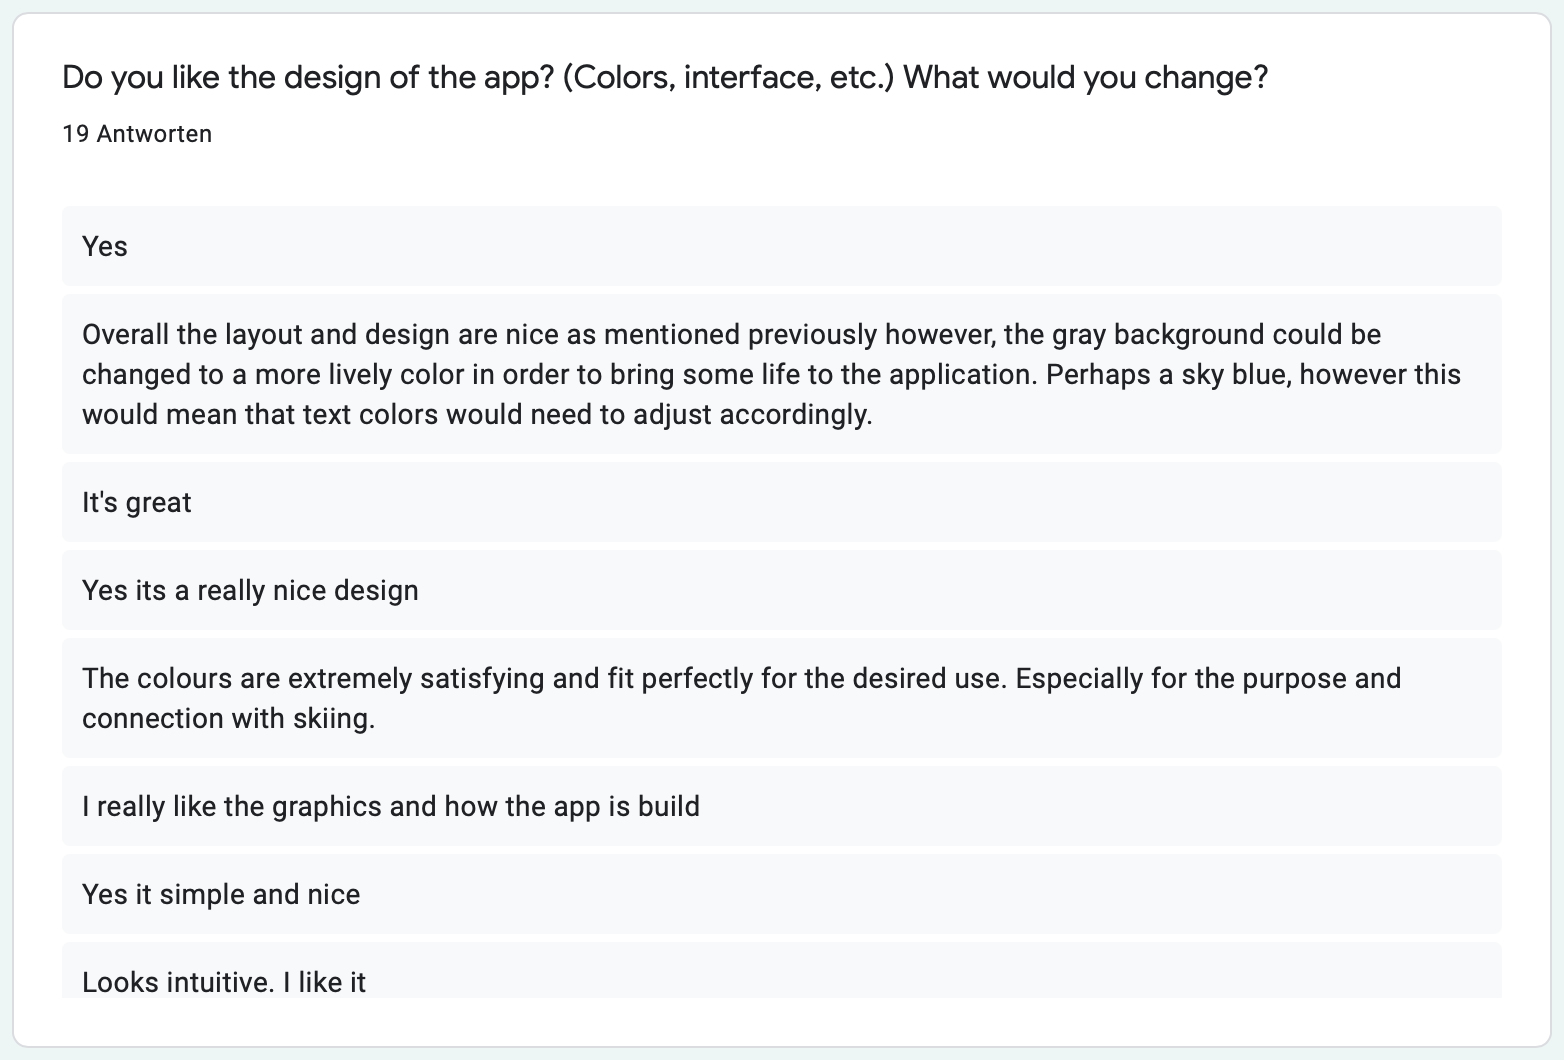 Do you like the design of the app? (Colors, interface, etc.) What would you change?
19 Antworten
Yes
Overall the layout and design are nice as mentioned previously however, the gray background could be
changed to a more lively color in order to bring some life to the application. Perhaps a sky blue, however this
would mean that text colors would need to adjust accordingly.
It's great
Yes its a really nice design
The colours are extremely satisfying and fit perfectly for the desired use. Especially for the purpose and
connection with skiing.
I really like the graphics and how the app is build
Yes it simple and nice
Looks intuitive. I like it